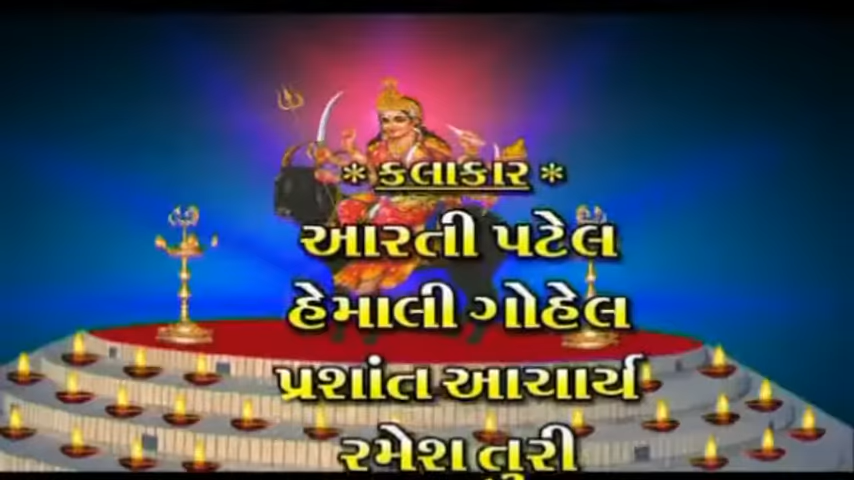 * કલાકાર *
આરતી પટેલ
હેમાલી ગોહેલ
પ્રશાંત આચાર્ય
રમેશ તુરી